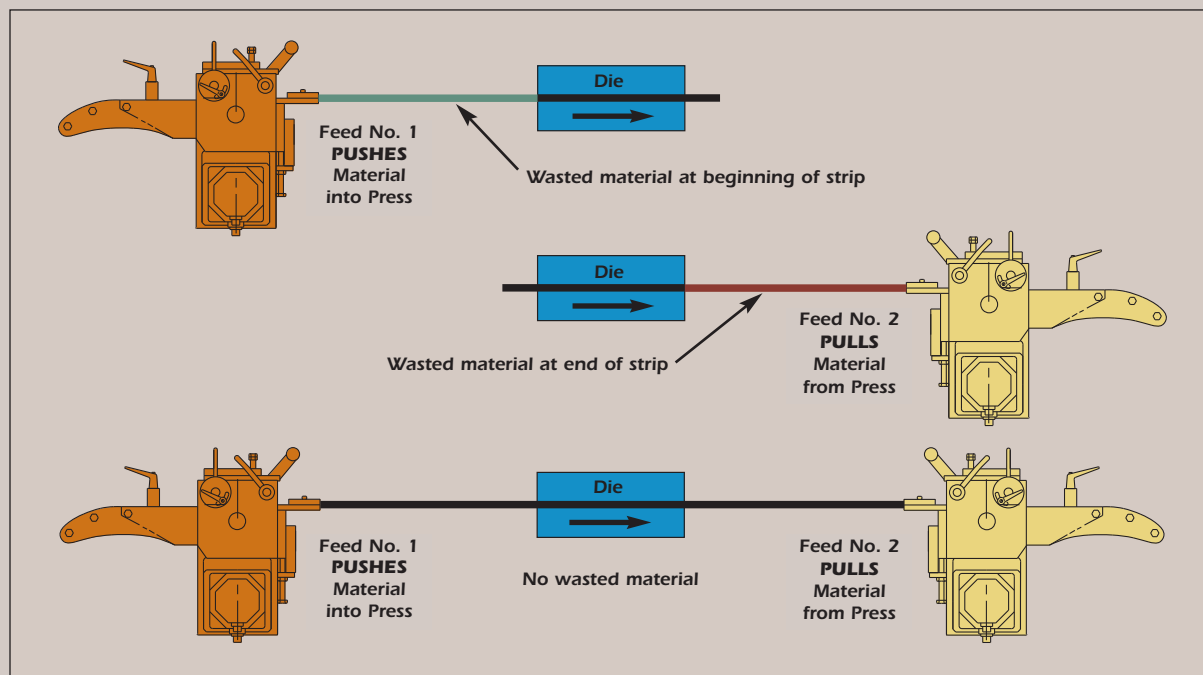 Die
Feed No. 1
PUSHES
Material
into Press
Wasted material at beginning of strip
Die
Feed No. 2
PULLS
Material
from Press
Wasted material at end of strip
Die
Feed No. 1
PUSHES
Material
into Press
No wasted material
Feed No. 2
PULLS
Material
from Press